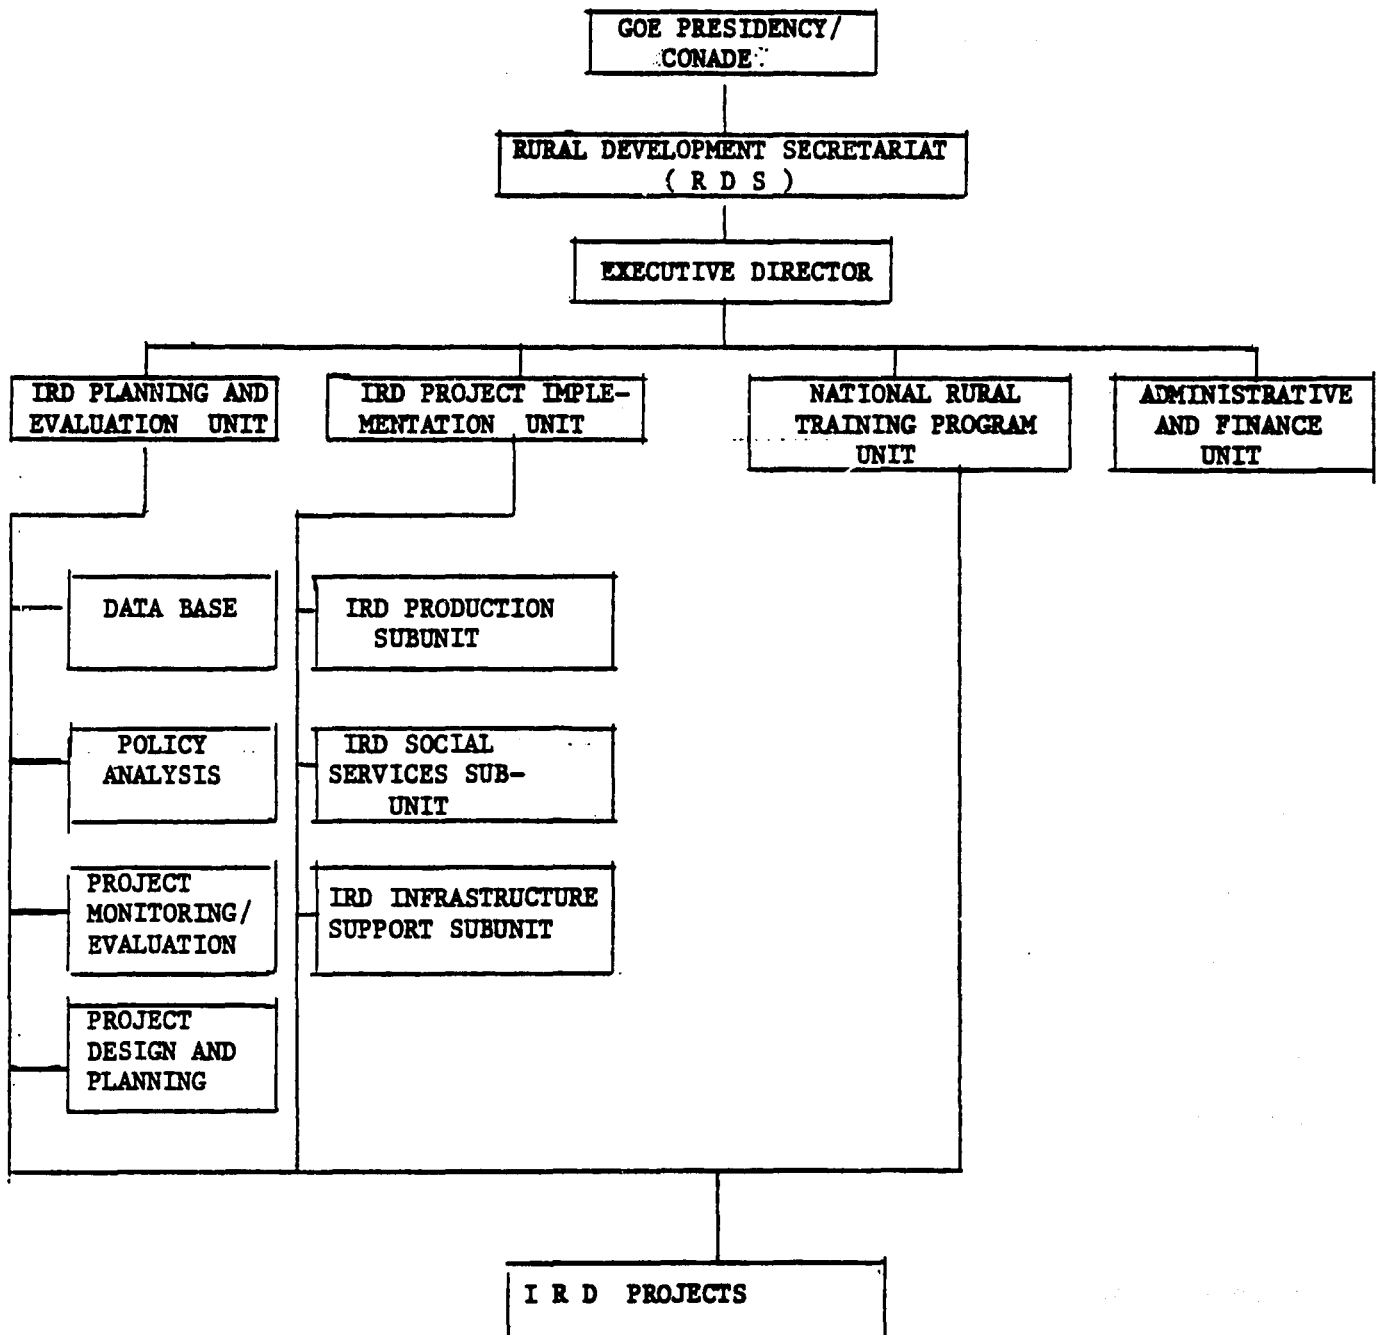 GOE PRESIDENCY/
CONADE
RURAL DEVELOPMENT SECRETARIAT
( R D S )
EXECUTIVE DIRECTOR
IRD PLANNING AND
EVALUATION UNIT
IRD PROJECT IMPLE-
MENTATION UNIT
NATIONAL RURAL
TRAINING PROGRAM
UNIT
ADMINISTRATIVE
AND FINANCE
UNIT
DATA BASE
IRD PRODUCTION
SUBUNIT
POLICY
ANALYSIS
IRD SOCIAL
SERVICES SUB-
UNIT
PROJECT
MONITORING/
EVALUATION
IRD INFRASTRUCTURE
SUPPORT SUBUNIT
PROJECT
DESIGN AND
PLANNING
I R D PROJECTS